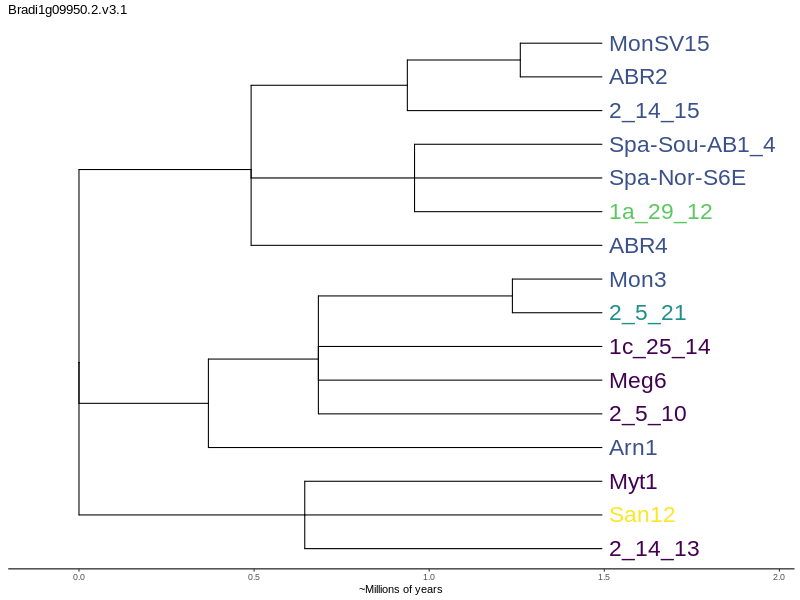 Bradi1g09950.2.v3.1
MonSV15
ABR2
2_14_15
Spa-Sou-AB1_4
Spa-Nor-S6E
1a_29_12
ABR4
Mon3
2_5_21
1c_25_14
Meg6
2_5_10
Arn1
Myt1
San12
2_14_13
0.0 0.5 1.0 1.5 2.0
~Millions of years